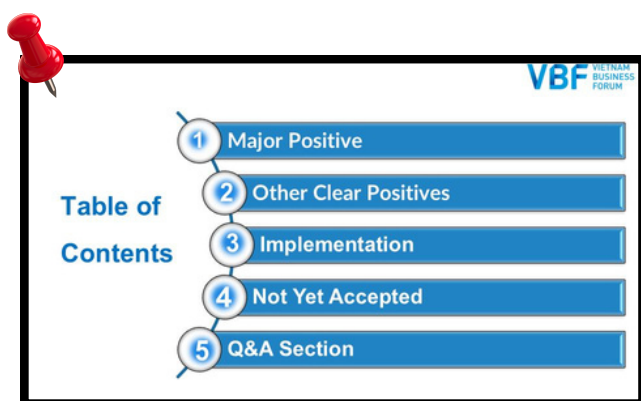 VBF VIETNAM
BUSINESS
FORUM
1 Major Positive
2 Other Clear Positives
Table of
Contents
3 Implementation
4 Not Yet Accepted
5 Q&A Section